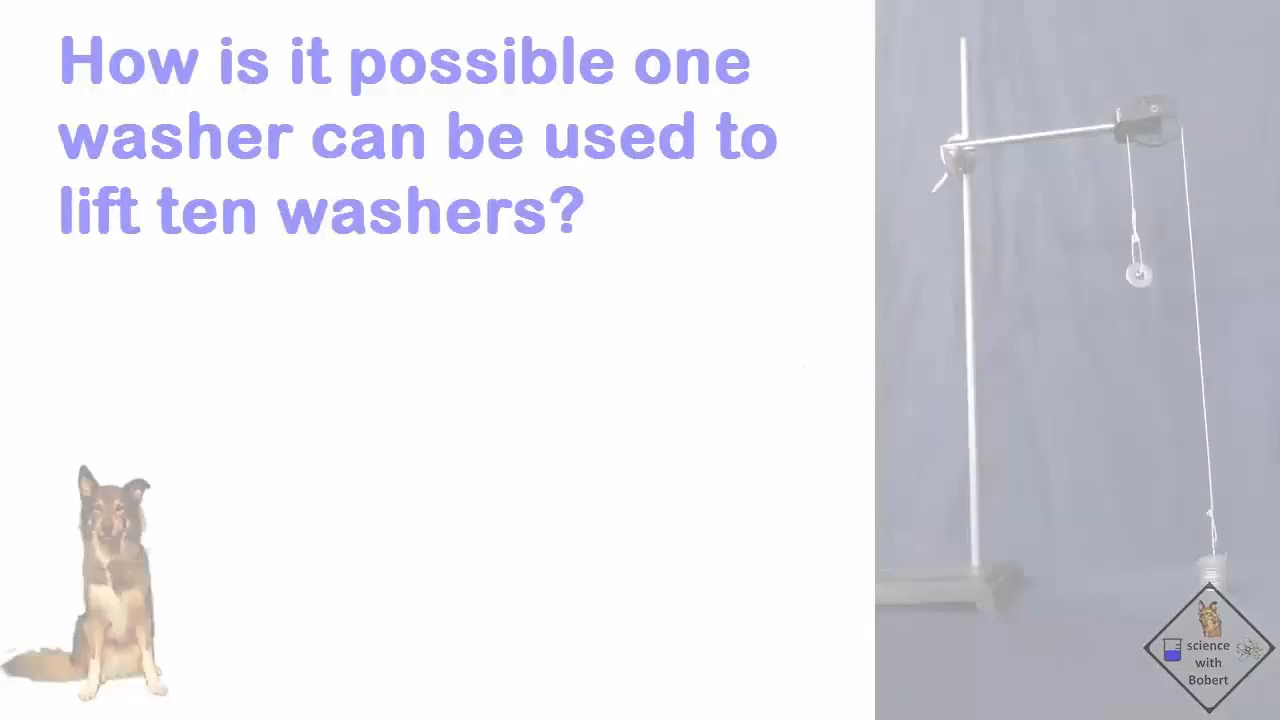 How is it possible one
washer can be used to
lift ten washers?
science
with
Bobert